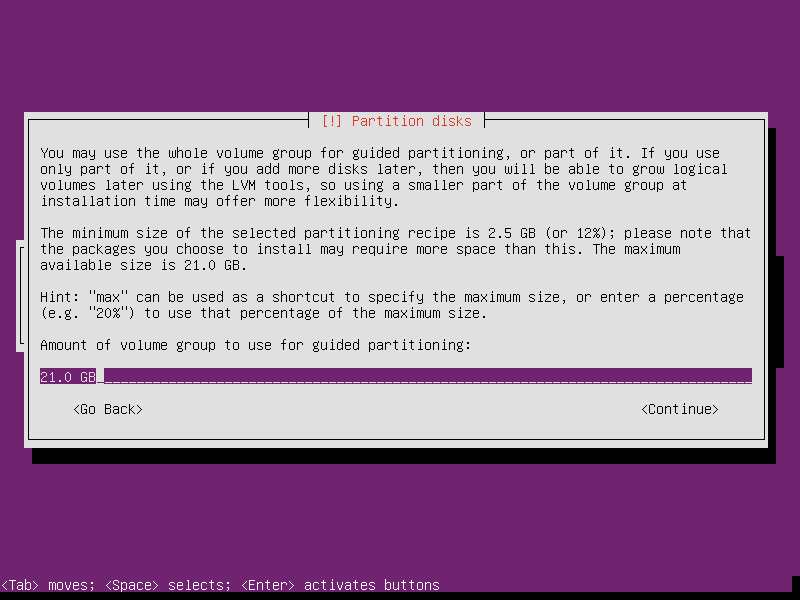 [!] Partition disks
You may use the whole volume group for guided partitioning, or part of it. If you use
only part of it, or if you add more disks later, then you will be able to grow logical
volumes later using the LVM tools, so using a smaller part of the volume group at
installation time may offer more flexibility.
The minimum size of the selected partitioning recipe is 2.5 GB (or 12%); please note that
the packages you choose to install may require more space than this. The maximum
available size is 21.0 GB.
Hint: "max" can be used as a shortcut to specify the maximum size, or enter a percentage
(e.g. "20%") to use that percentage of the maximum size.
Amount of volume group to use for guided partitioning:
21.0 GB
<Go Back> <Continue>
<Tab> moves; <Space> selects; <Enter> activates buttons